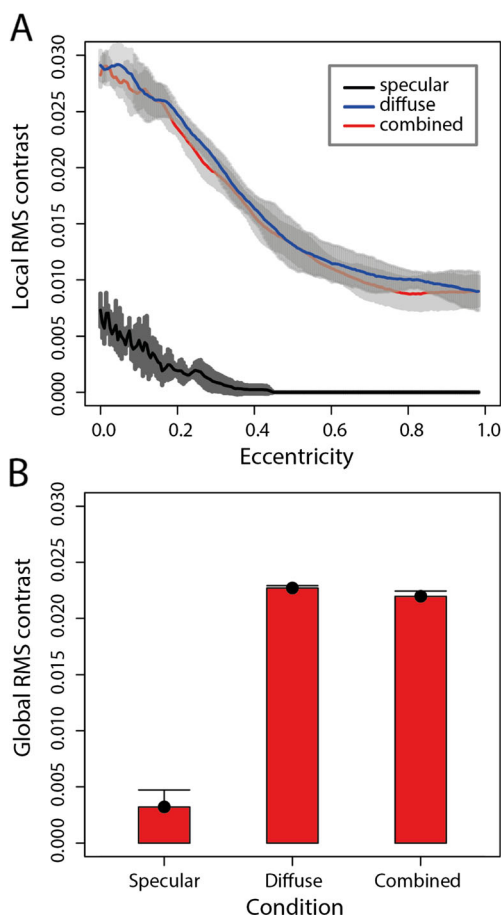 A
Local RMS contrast
0.030
0.025
0.020
0.015
0.010
0.005
0.000
specular
diffuse
combined
0.0 0.2 0.4 0.6 0.8 1.0
Eccentricity
B
Global RMS contrast
0.030
0.025
0.020
0.015
0.010
0.005
0.000
Specular Diffuse Combined
Condition